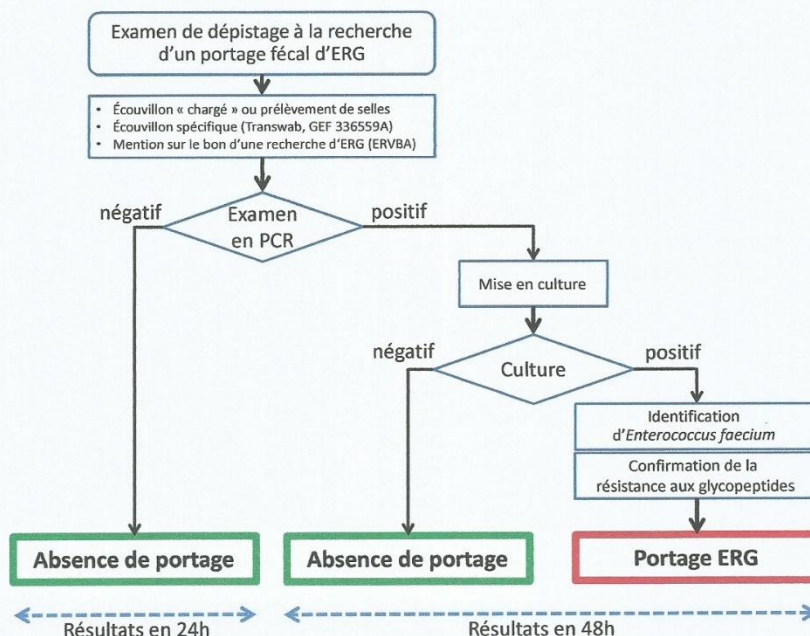 Examen de dépistage à la recherche
d'un portage fécal d'ERG
• Écouvillon « chargé » ou prélèvement de selles
• Écouvillon spécifique (Transwab, GEF 336559A)
• Mention sur le bon d'une recherche d'ERG (ERVBA)
négatif
Examen
en PCR
positif
Mise en culture
négatif
Culture
positif
Identification
d'Enterococcus faecium
Confirmation de la
résistance aux glycopeptides
Absence de portage
Absence de portage
Portage ERG
Résultats en 24h
Résultats en 48h